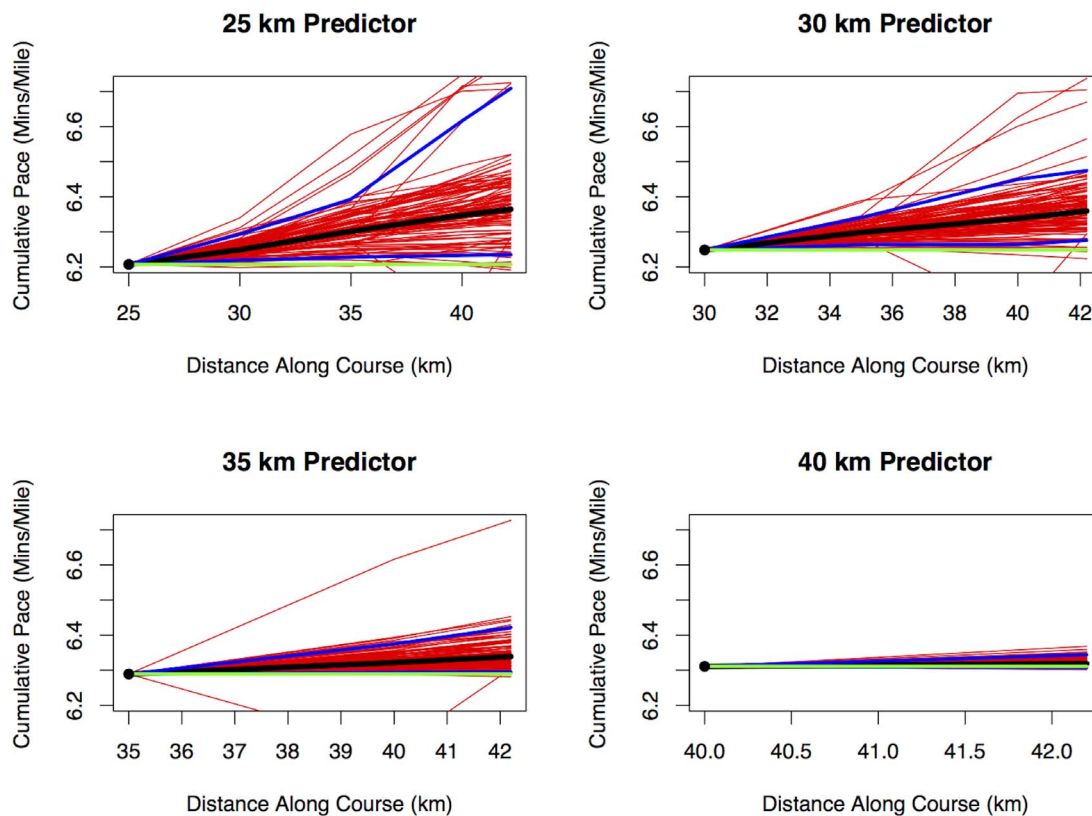 25 km Predictor
Cumulative Pace (Mins/Mile)
6.2 6.4 6.6
25 30 35 40
Distance Along Course (km)
30 km Predictor
Cumulative Pace (Mins/Mile)
6.2 6.4 6.6
30 32 34 36 38 40 42
Distance Along Course (km)
35 km Predictor
Cumulative Pace (Mins/Mile)
6.2 6.4 6.6
35 36 37 38 39 40 41 42
Distance Along Course (km)
40 km Predictor
Cumulative Pace (Mins/Mile)
6.2 6.4 6.6
40.0 40.5 41.0 41.5 42.0
Distance Along Course (km)